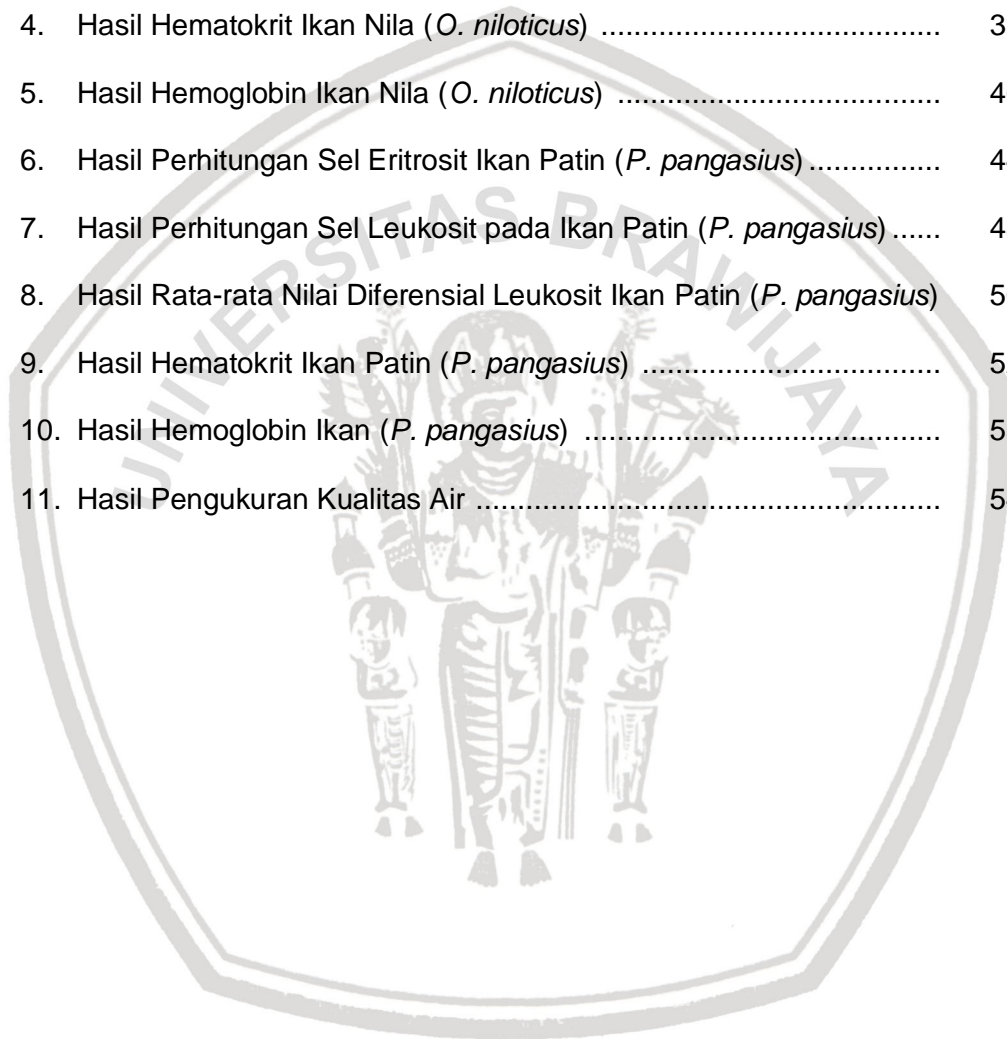 4. Hasil Hematokrit Ikan Nila (O. niloticus) ........................................ 3
5. Hasil Hemoglobin Ikan Nila (O. niloticus) ...................................... 4
6. Hasil Perhitungan Sel Eritrosit Ikan Patin (P. pangasius) ............... 4
7. Hasil Perhitungan Sel Leukosit pada Ikan Patin (P. pangasius) ...... 4
8. Hasil Rata-rata Nilai Diferensial Leukosit Ikan Patin (P. pangasius) 5
9. Hasil Hematokrit Ikan Patin (P. pangasius) ................................... 5
10. Hasil Hemoglobin Ikan (P. pangasius) .......................................... 5
11. Hasil Pengukuran Kualitas Air ....................................................... 5
UNIVERSITAS BRAWIJAYA